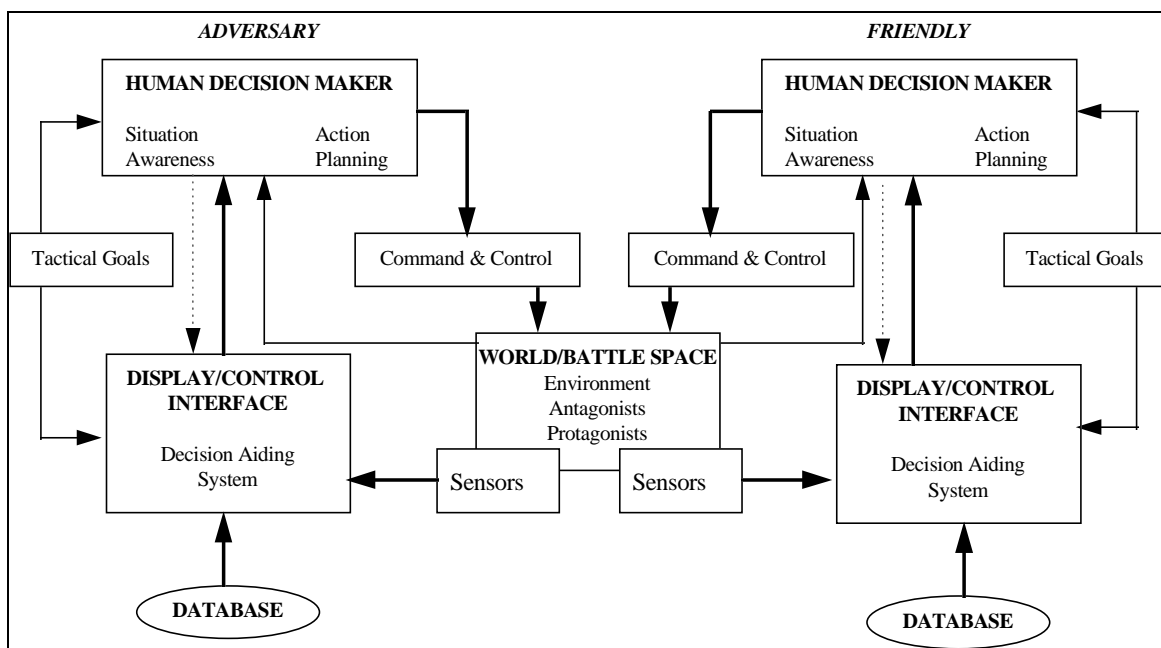 ADVERSARY
FRIENDLY
HUMAN DECISION MAKER
Situation
Awareness
Action
Planning
HUMAN DECISION MAKER
Situation
Awareness
Action
Planning
Tactical Goals
Command & Control
Command & Control
Tactical Goals
WORLD/BATTLE SPACE
Environment
Antagonists
Protagonists
DISPLAY/CONTROL
INTERFACE
Decision Aiding
System
Sensors
Sensors
DISPLAY/CONTROL
INTERFACE
Decision Aiding
System
DATABASE
DATABASE